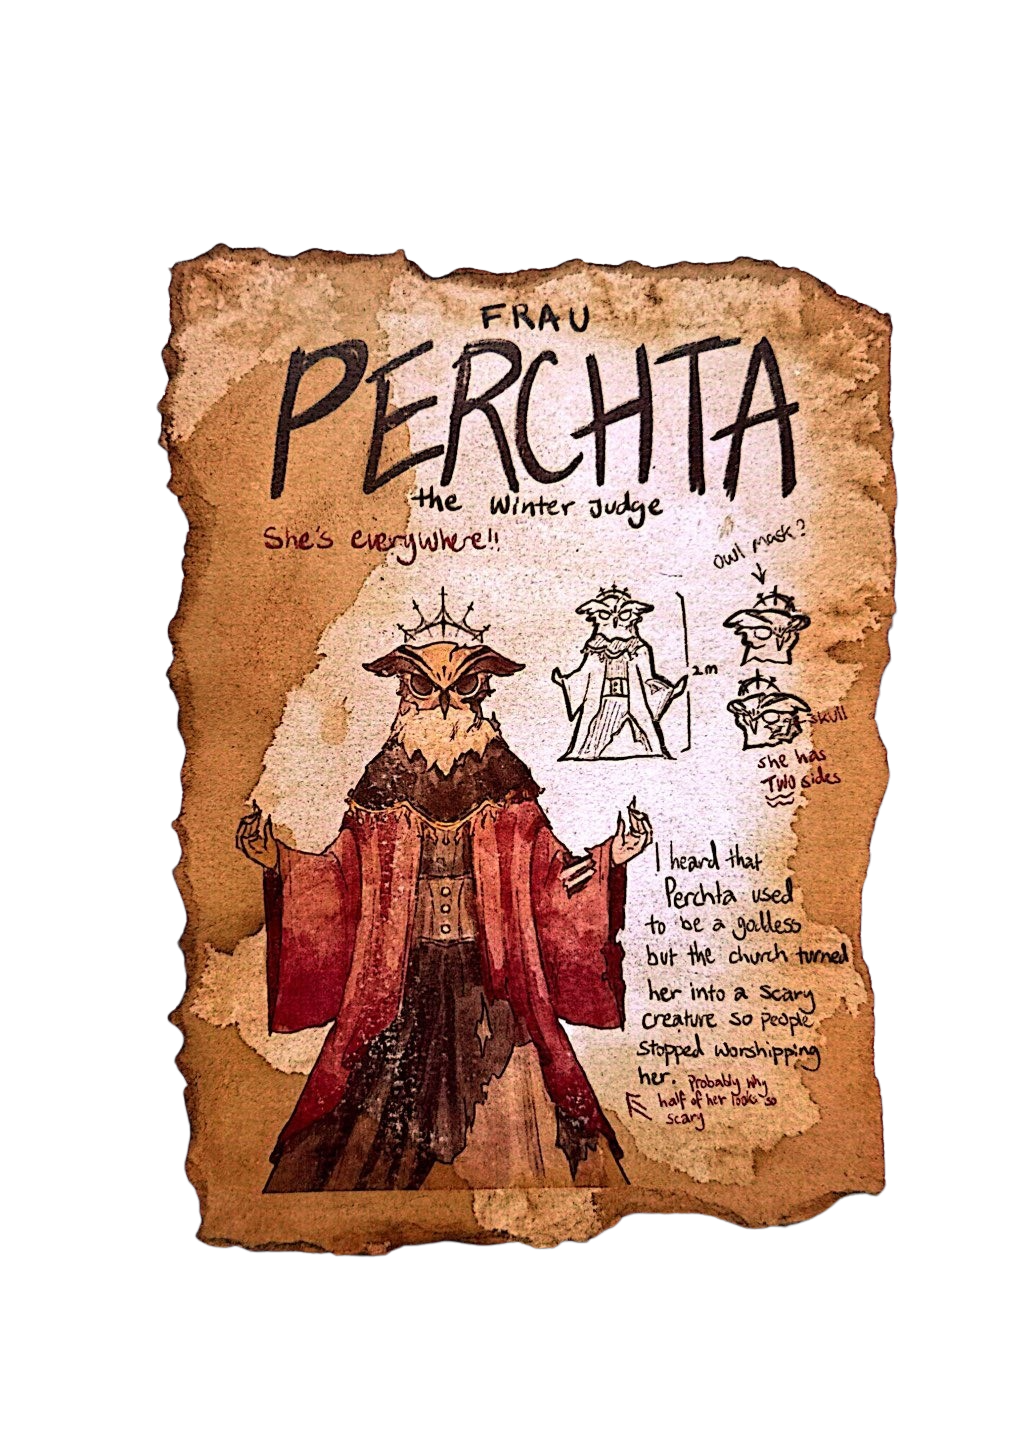 FRAU
PERCHTA
the Winter Judge
She's everywhere!!
owl mask?
2m
skull
she has
TWO sides
I heard that
Perchta used
to be a goddess
but the church turned
her into a scary
creature so people
stopped worshipping
her.
Probably why
half of her looks so
scary